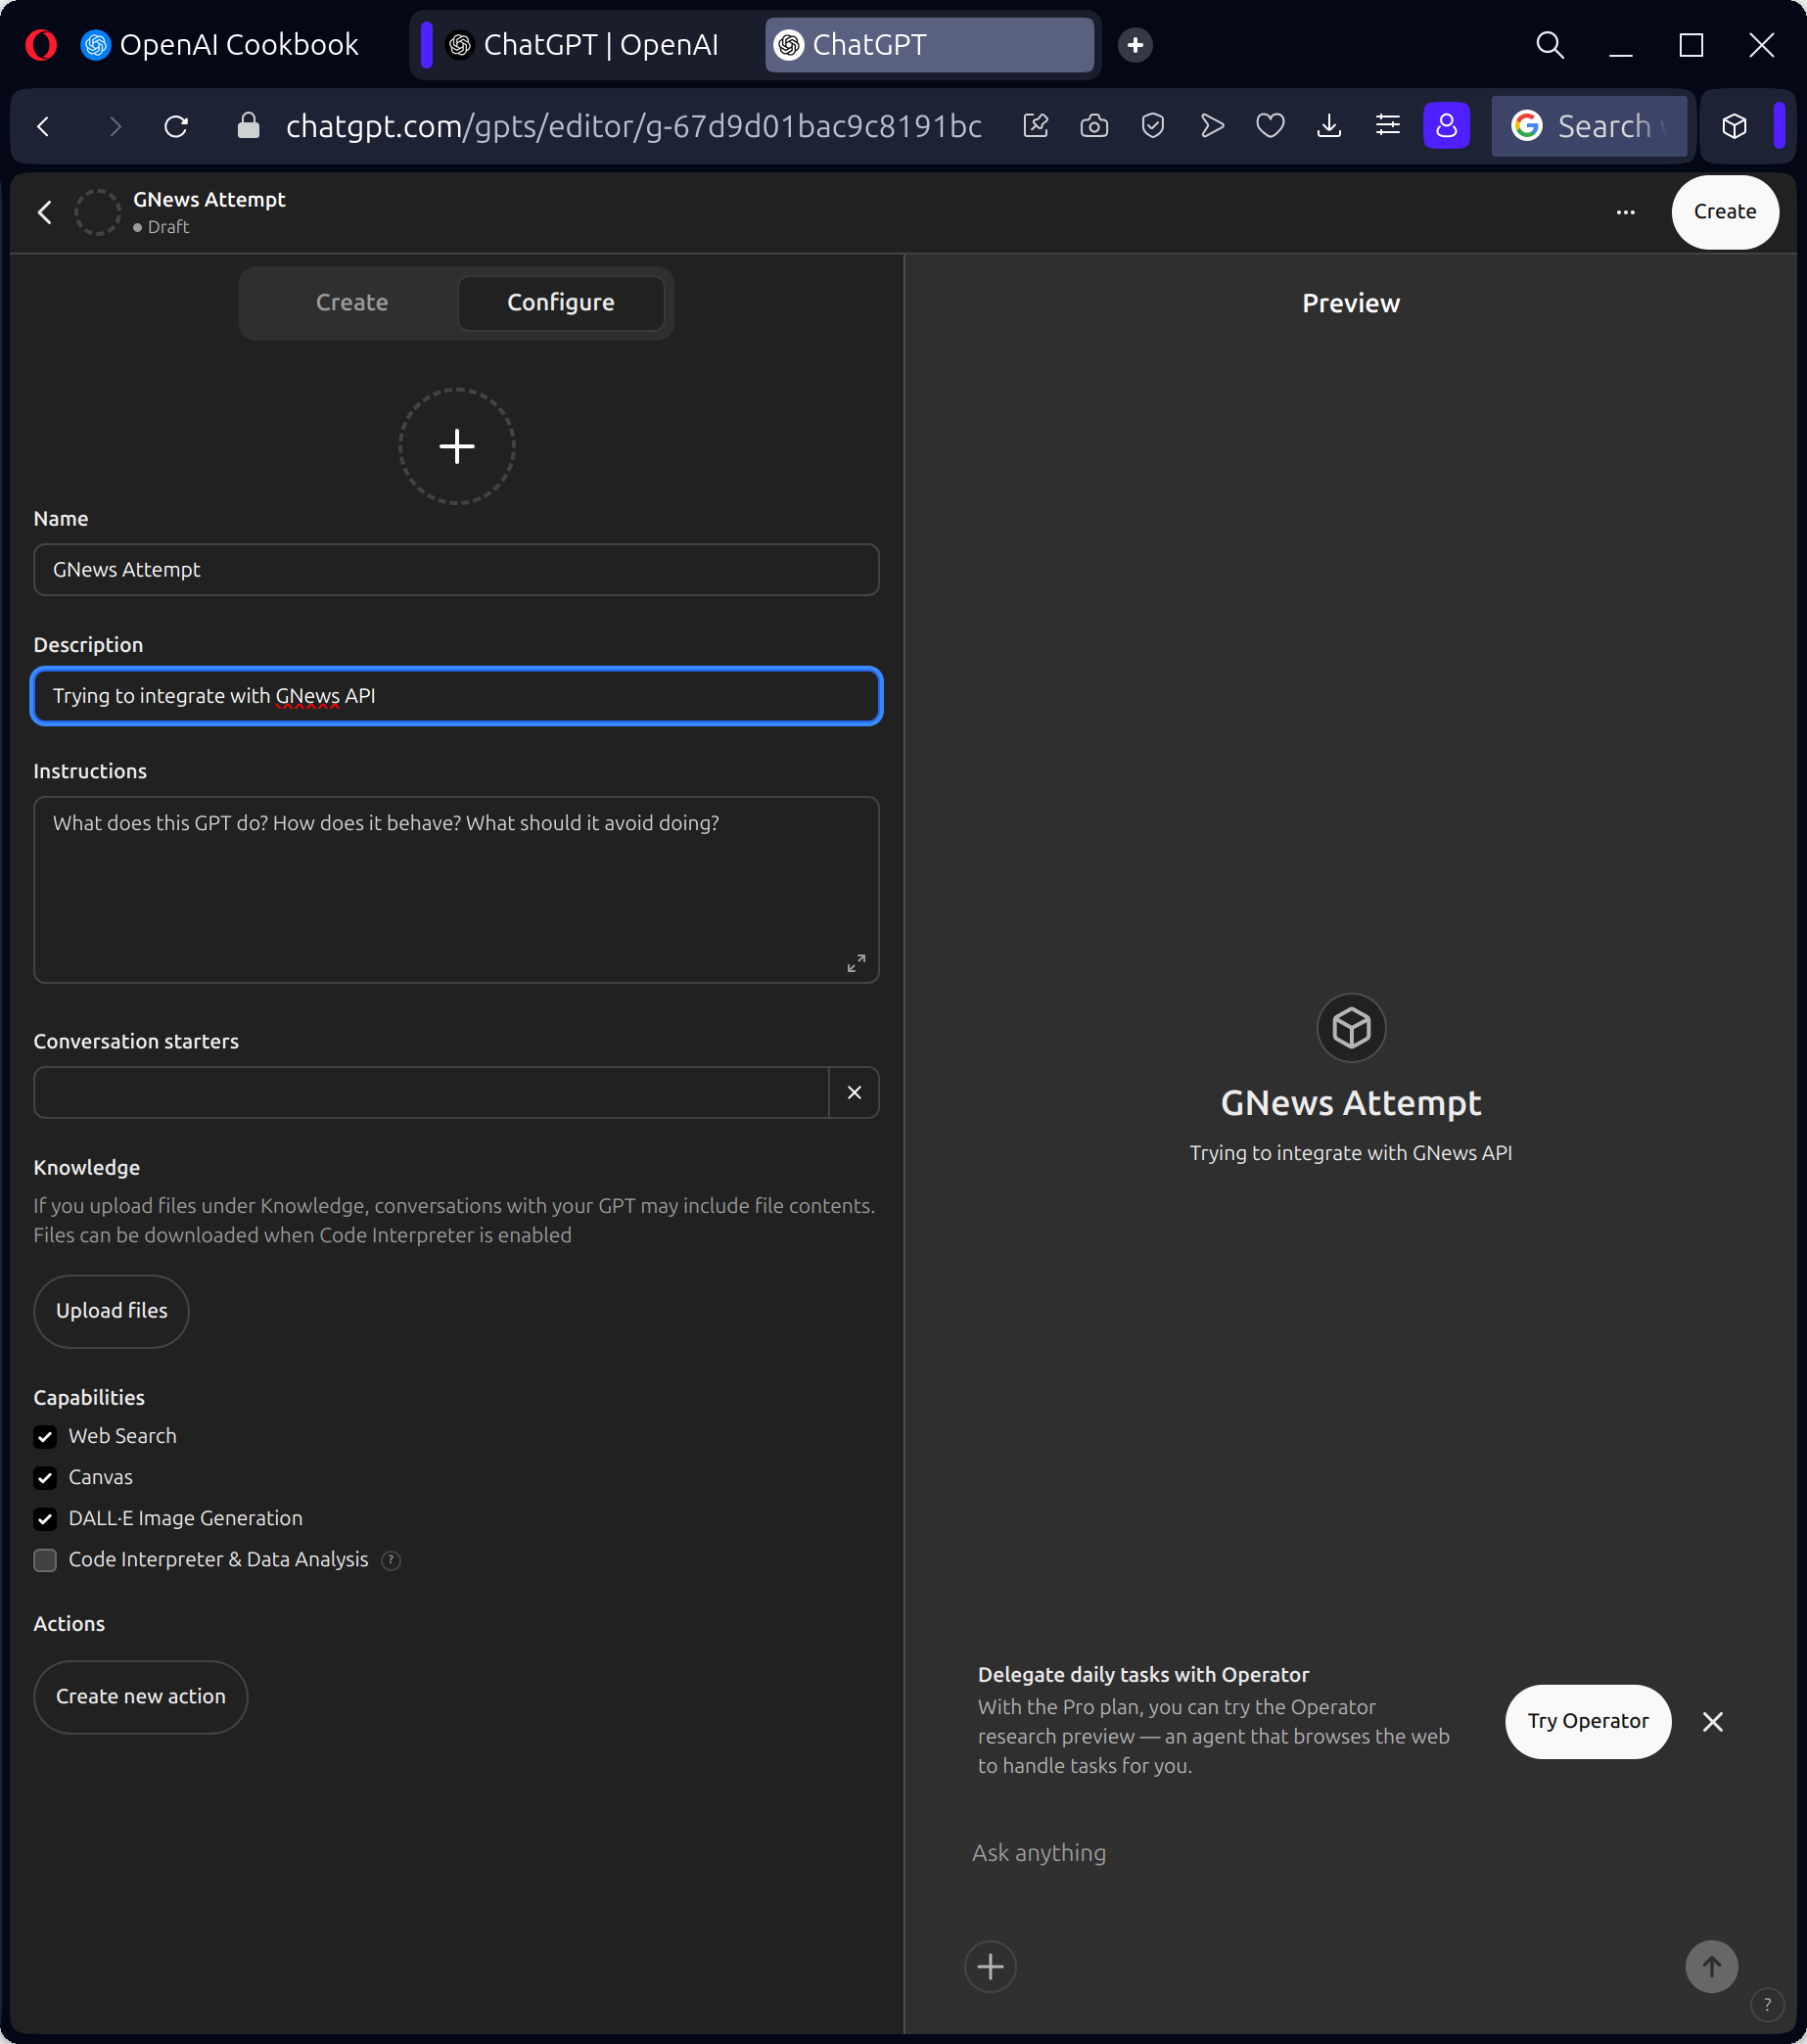 OpenAI Cookbook
ChatGPT | OpenAI
ChatGPT
chatgpt.com/gpts/editor/g-67d9d01bac9c8191bc
Search
GNews Attempt
Draft
Create
Create
Configure
Name
GNews Attempt
Description
Trying to integrate with GNews API
Instructions
What does this GPT do? How does it behave? What should it avoid doing?
Conversation starters
Knowledge
If you upload files under Knowledge, conversations with your GPT may include file contents.
Files can be downloaded when Code Interpreter is enabled
Upload files
Capabilities
Web Search
Canvas
DALL·E Image Generation
Code Interpreter & Data Analysis ?
Actions
Create new action
Preview
GNews Attempt
Trying to integrate with GNews API
Delegate daily tasks with Operator
With the Pro plan, you can try the Operator
research preview — an agent that browses the web
to handle tasks for you.
Try Operator
Ask anything
?